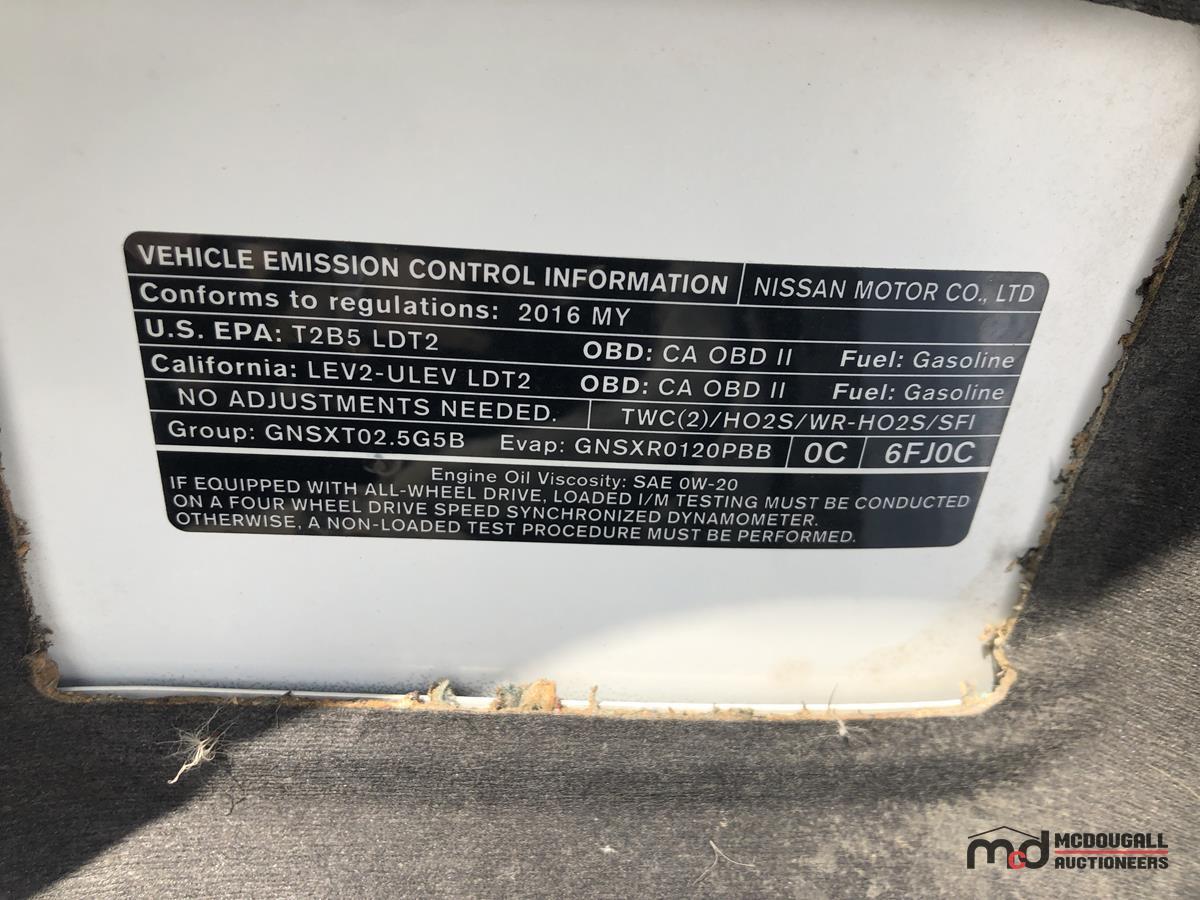 VEHICLE EMISSION CONTROL INFORMATION NISSAN MOTOR CO., LTD
Conforms to regulations: 2016 MY
U.S. EPA: T2B5 LDT2 OBD: CA OBD II Fuel: Gasoline
California: LEV2-ULEV LDT2 OBD: CA OBD II Fuel: Gasoline
NO ADJUSTMENTS NEEDED. TWC(2)/HO2S/WR-HO2S/SFI
Group: GNSXT02.5G5B Evap: GNSXR0120PBB 0C 6FJ0C
Engine Oil Viscosity: SAE 0W-20
IF EQUIPPED WITH ALL-WHEEL DRIVE, LOADED I/M TESTING MUST BE CONDUCTED
ON A FOUR WHEEL DRIVE SPEED SYNCHRONIZED DYNAMOMETER.
OTHERWISE, A NON-LOADED TEST PROCEDURE MUST BE PERFORMED.
mcd MCDOUGALL
AUCTIONEERS